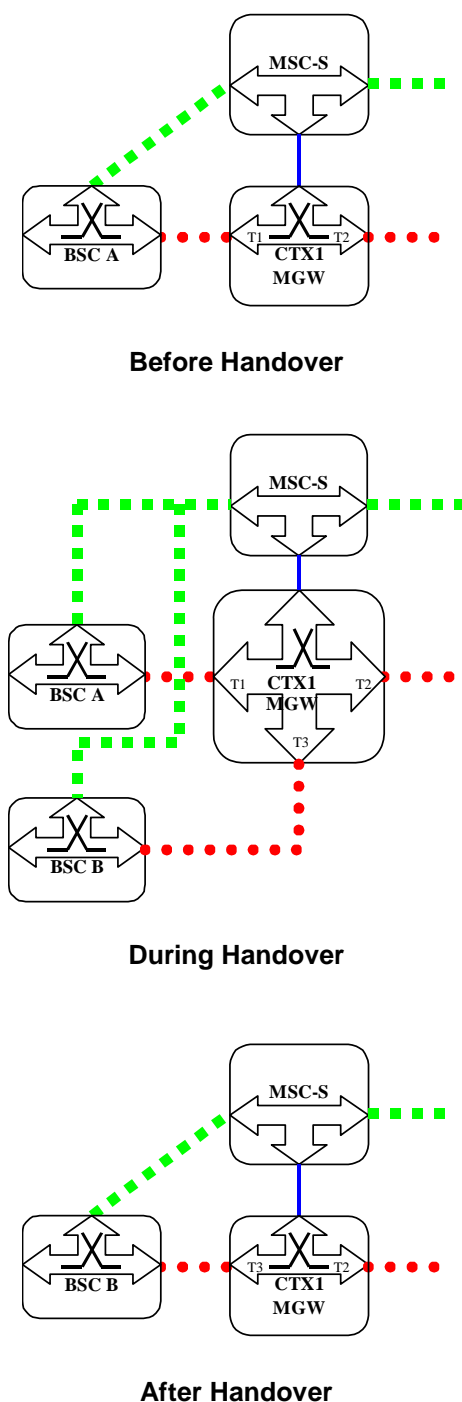 MSC-S
BSC A
T1
T2
CTX1
MGW
Before Handover
MSC-S
BSC A
T1
CTX1
T2
MGW
T3
BSC B
During Handover
MSC-S
BSC B
T3
T2
CTX1
MGW
After Handover